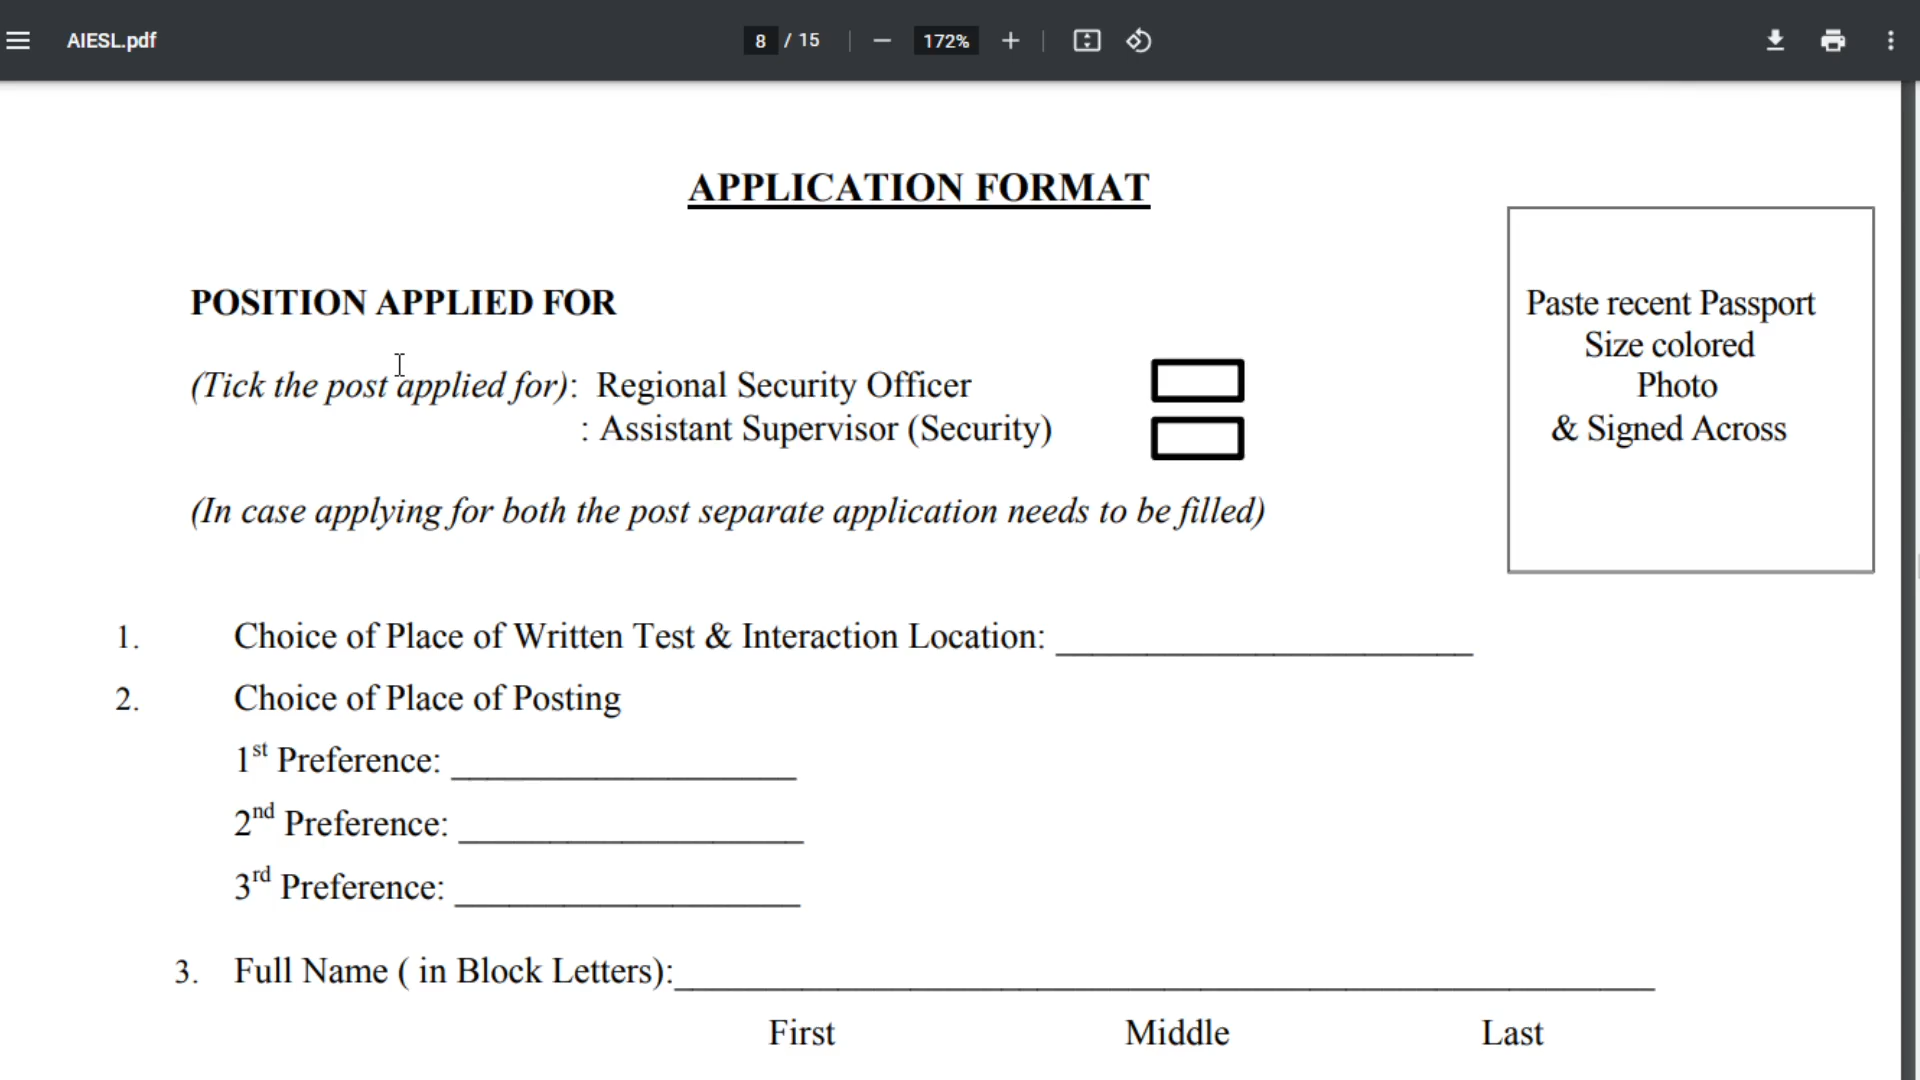 AIESL.pdf
8 / 15
172%
APPLICATION FORMAT
POSITION APPLIED FOR
(Tick the post applied for): Regional Security Officer
: Assistant Supervisor (Security)
(In case applying for both the post separate application needs to be filled)
Paste recent Passport
Size colored
Photo
& Signed Across
1. Choice of Place of Written Test & Interaction Location: _______________________
2. Choice of Place of Posting
1st Preference: ___________________
2nd Preference: ___________________
3rd Preference: ___________________
3. Full Name ( in Block Letters):______________________________________________________
First Middle Last